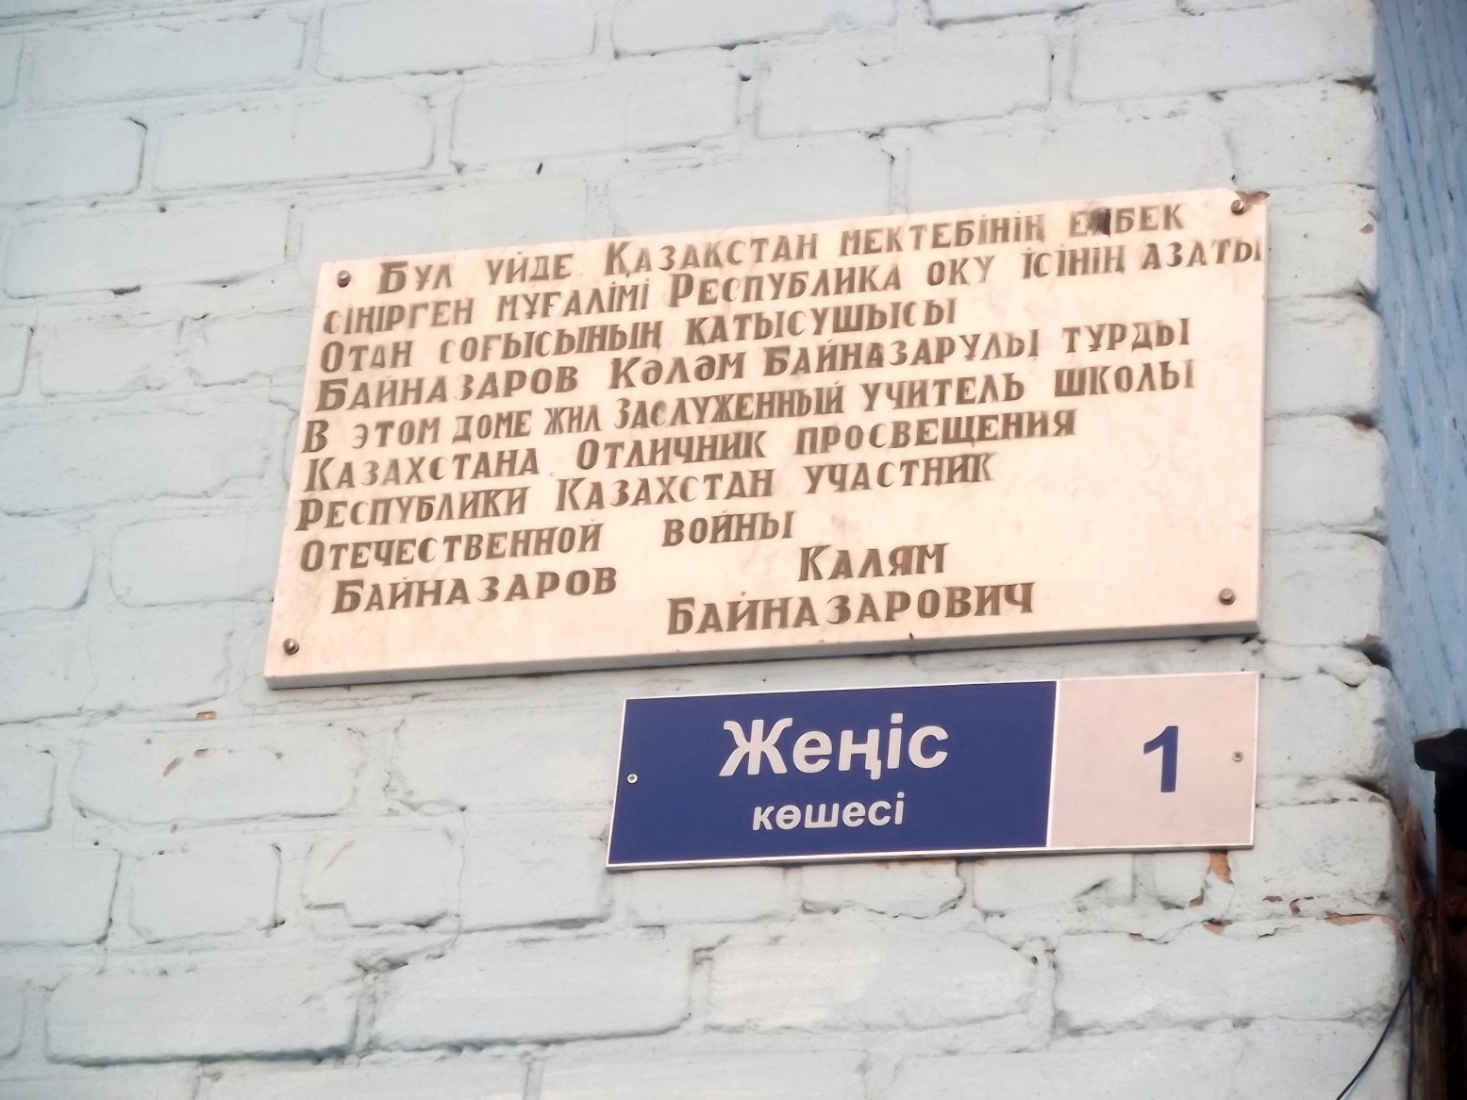 Бұл үйде Қазақстан мектебінің еңбек
сіңірген мұғалімі Республика оқу ісінің азаты
Отан соғысының қатысушысы
Байназаров Кәләм Байназарұлы тұрды
В этом доме жил Заслуженный учитель школы
Казахстана Отличник просвещения
Республики Казахстан участник
Отечественной войны
Байназаров Калям
Байназарович
Жеңіс
көшесі
1